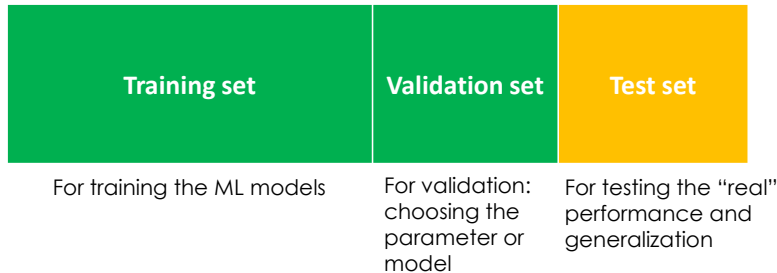 Training set
Validation set
Test set
For training the ML models
For validation:
choosing the
parameter or
model
For testing the “real”
performance and
generalization